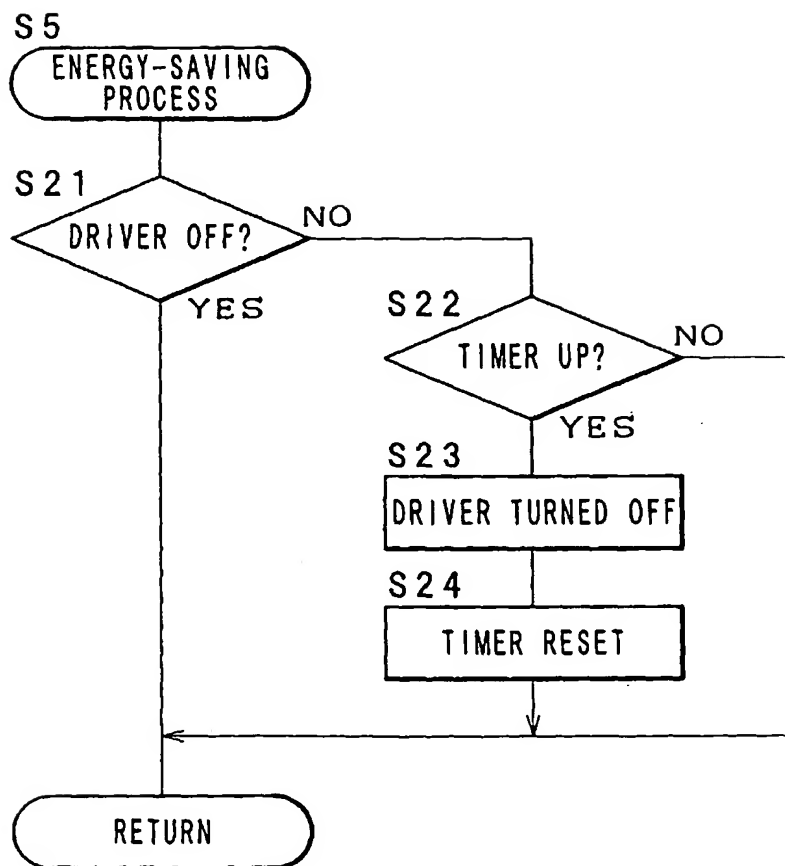 S5
ENERGY-SAVING
PROCESS
S21
DRIVER OFF?
NO
YES
S22
TIMER UP?
NO
YES
S23
DRIVER TURNED OFF
S24
TIMER RESET
RETURN